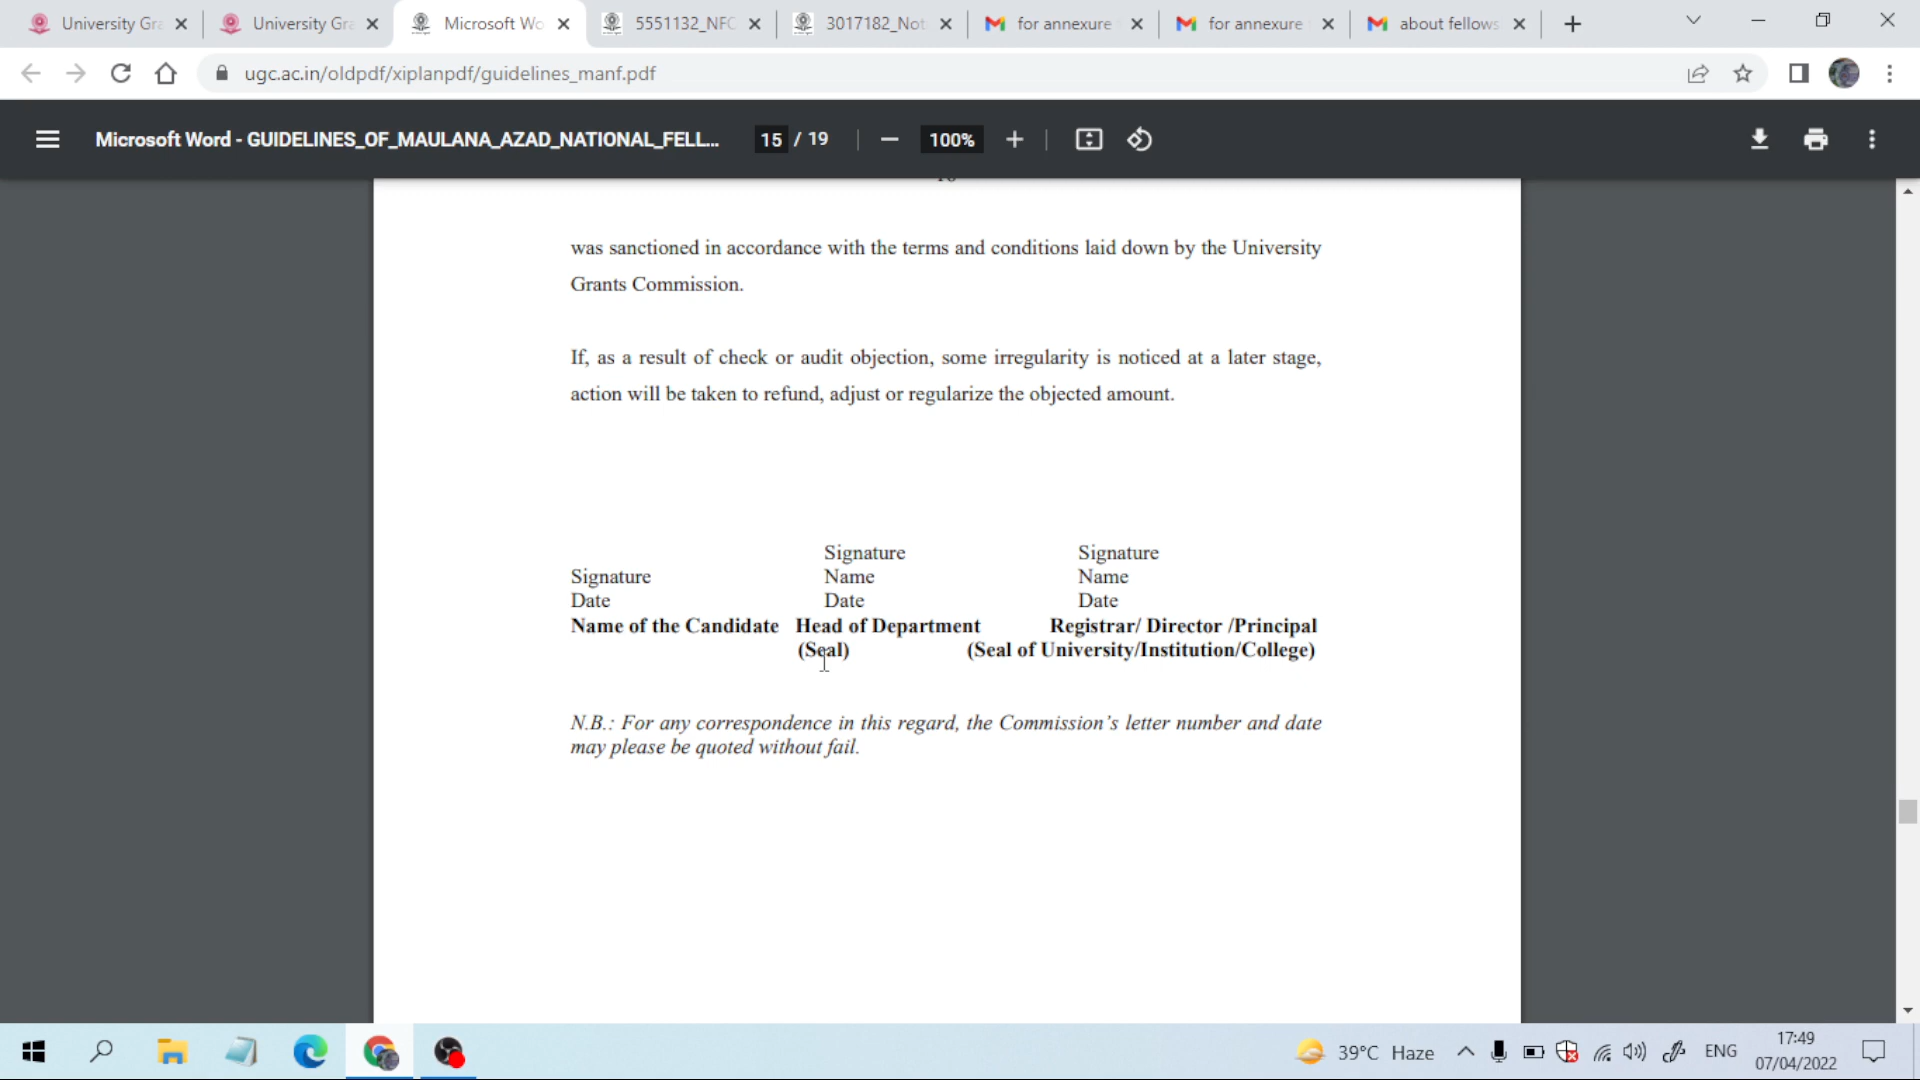 University Gra
University Gra
Microsoft Wo
5551132_NFC
3017182_Not
for annexure
for annexure
about fellows
ugc.ac.in/oldpdf/xiplanpdf/guidelines_manf.pdf
Microsoft Word - GUIDELINES_OF_MAULANA_AZAD_NATIONAL_FELL... 15 / 19 100%
was sanctioned in accordance with the terms and conditions laid down by the University
Grants Commission.
If, as a result of check or audit objection, some irregularity is noticed at a later stage,
action will be taken to refund, adjust or regularize the objected amount.
Signature Signature
Signature Name Name
Date Date Date
Name of the Candidate Head of Department Registrar/ Director /Principal
(Seal) (Seal of University/Institution/College)
N.B.: For any correspondence in this regard, the Commission's letter number and date
may please be quoted without fail.
39°C Haze
ENG
17:49
07/04/2022